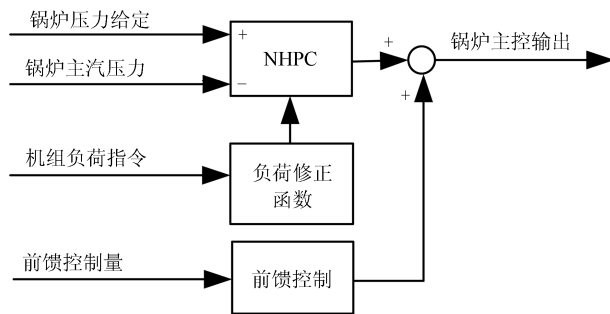 锅炉压力给定
+
NHPC
+
锅炉主控输出
锅炉主汽压力
−
+
机组负荷指令
负荷修正
函数
前馈控制量
前馈控制